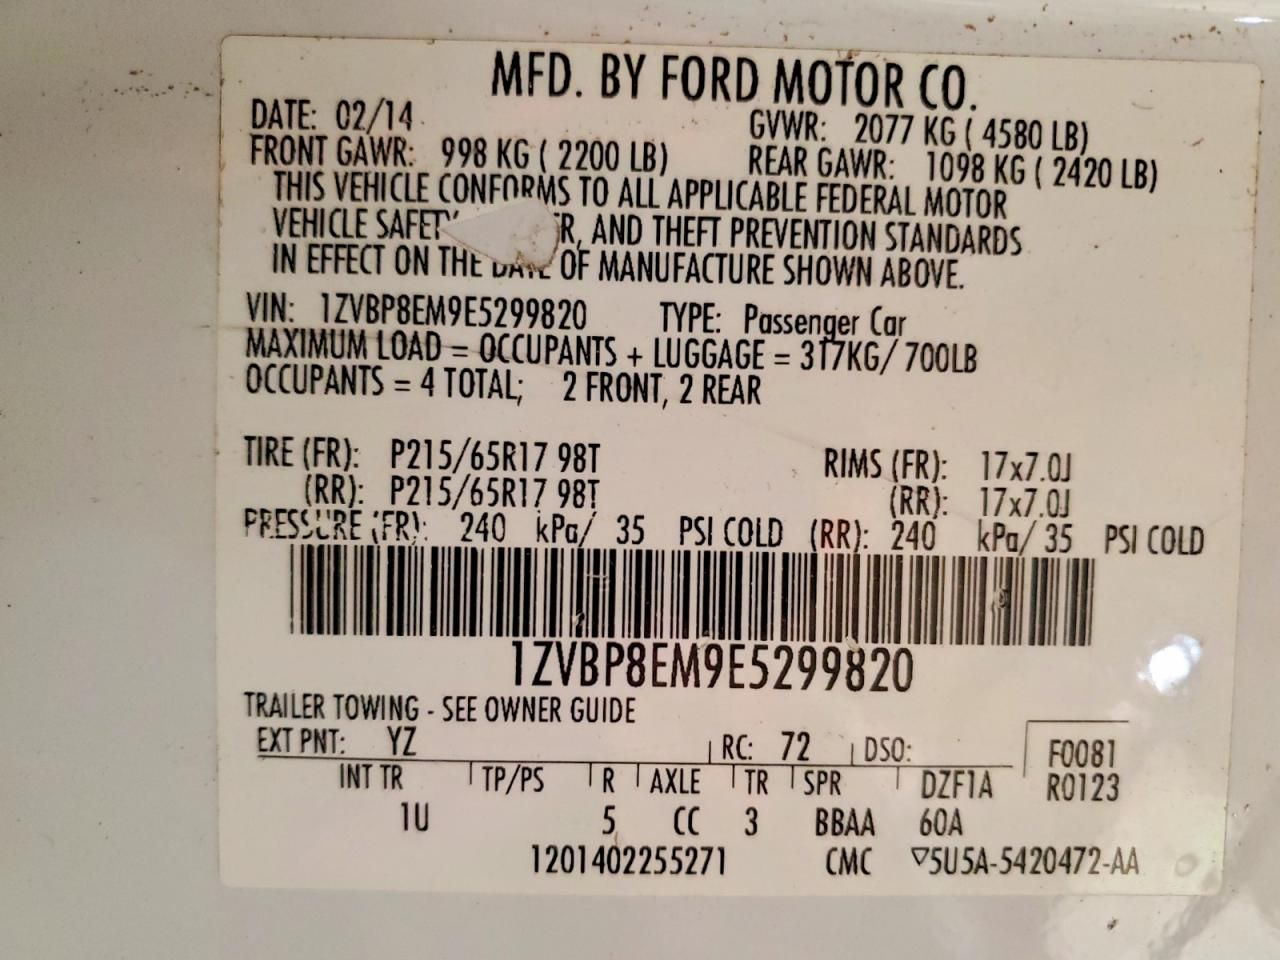 MFD. BY FORD MOTOR CO.
DATE: 02/14 GVWR: 2077 KG ( 4580 LB)
FRONT GAWR: 998 KG ( 2200 LB) REAR GAWR: 1098 KG ( 2420 LB)
THIS VEHICLE CONFORMS TO ALL APPLICABLE FEDERAL MOTOR
VEHICLE SAFETY R, AND THEFT PREVENTION STANDARDS
IN EFFECT ON THE DATE OF MANUFACTURE SHOWN ABOVE.
VIN: 1ZVBP8EM9E5299820 TYPE: Passenger Car
MAXIMUM LOAD = OCCUPANTS + LUGGAGE = 317KG/ 700LB
OCCUPANTS = 4 TOTAL; 2 FRONT, 2 REAR
TIRE (FR): P215/65R17 98T RIMS (FR): 17x7.0J
(RR): P215/65R17 98T (RR): 17x7.0J
PRESSURE (FR): 240 kPa/ 35 PSI COLD (RR): 240 kPa/ 35 PSI COLD
1ZVBP8EM9E5299820
TRAILER TOWING - SEE OWNER GUIDE
EXT PNT: YZ RC: 72 DSO: F0081
INT TR TP/PS R AXLE TR SPR DZF1A R0123
1U 5 CC 3 BBAA 60A
1201402255271 CMC ▽5U5A-5420472-AA